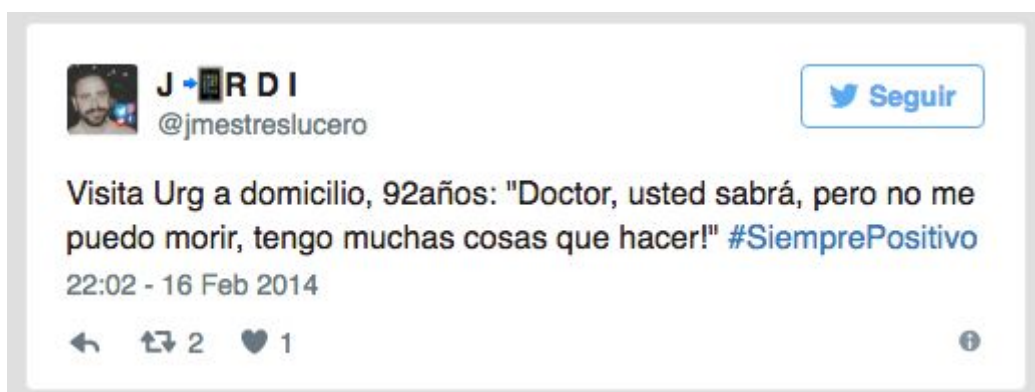 J R D I
@jmestreslucero
Seguir
Visita Urg a domicilio, 92años: "Doctor, usted sabrá, pero no me
puedo morir, tengo muchas cosas que hacer!" #SiemprePositivo
22:02 - 16 Feb 2014
2 1